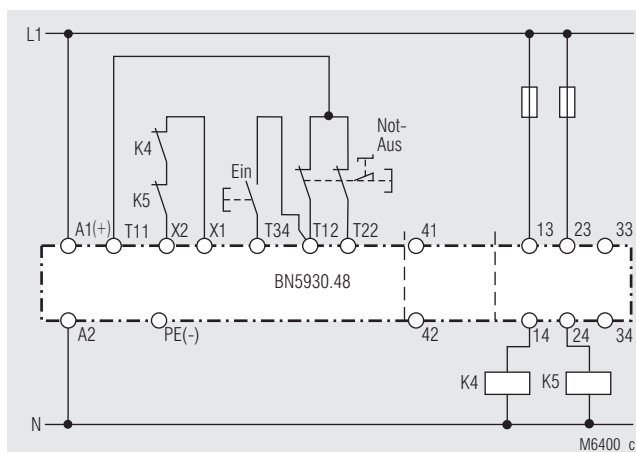 L1
Not-
Aus
K4
Ein
K5
A1(+) T11 X2 X1 T34 T12 T22 41 13 23 33
BN5930.48
A2 PE(-) 42 14 24 34
K4 K5
N
M6400 c